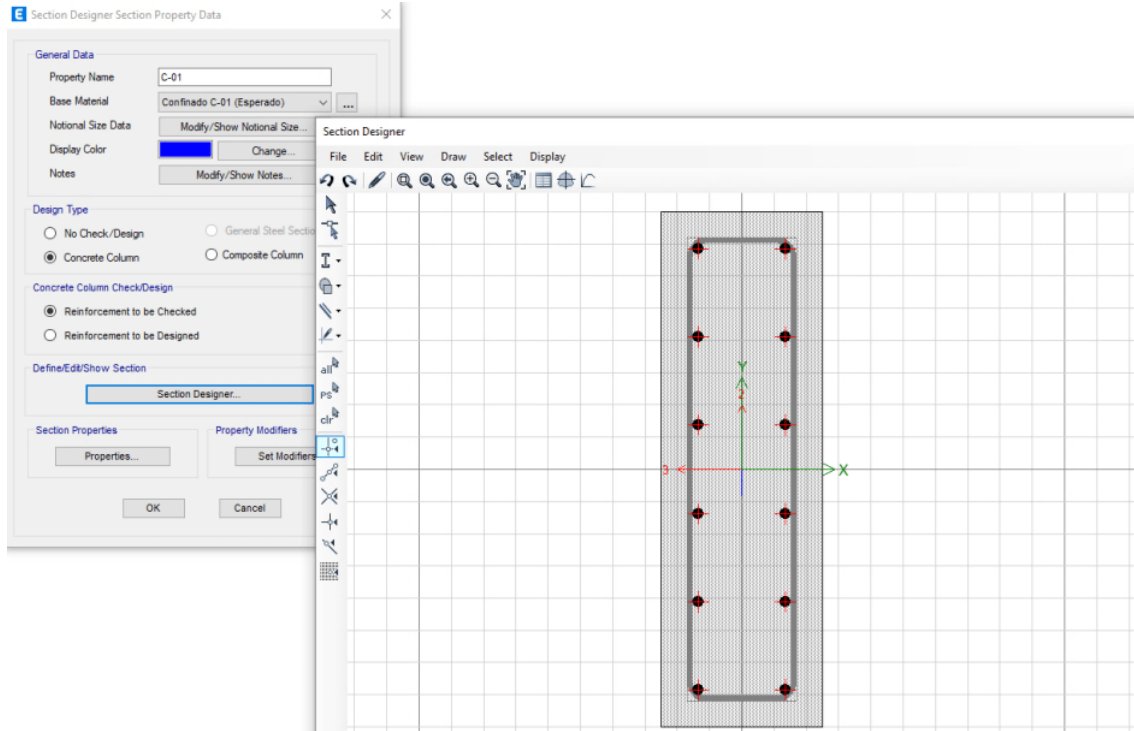 E Section Designer Section Property Data
General Data
Property Name C-01
Base Material Confinado C-01 (Esperado) ...
Notional Size Data Modify/Show Notional Size...
Display Color Change...
Notes Modify/Show Notes...
Design Type
No Check/Design General Steel Sectio
Concrete Column Composite Column
Concrete Column Check/Design
Reinforcement to be Checked
Reinforcement to be Designed
Define/Edit/Show Section
Section Designer...
Section Properties Property Modifiers
Properties... Set Modifiers
OK Cancel
Section Designer
File Edit View Draw Select Display
all
PS
clr
Y
2
3 X